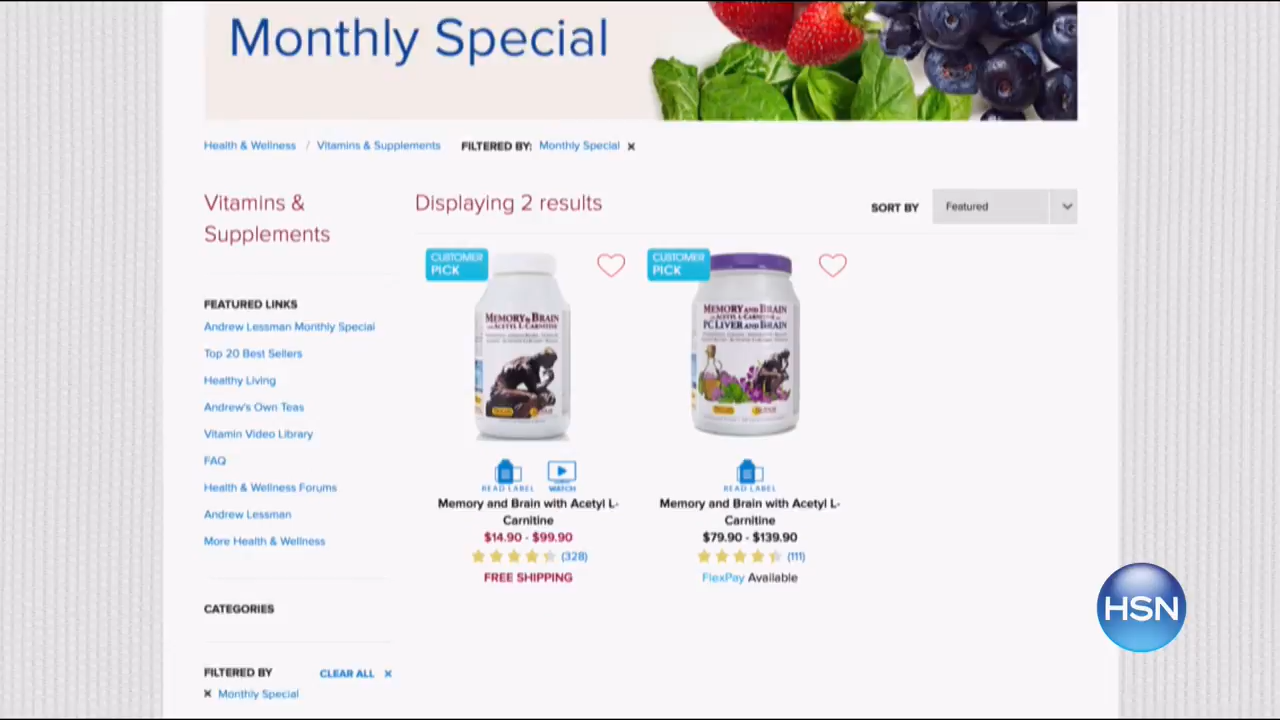 Monthly Special
Health & Wellness / Vitamins & Supplements FILTERED BY: Monthly Special x
Vitamins &
Supplements
Displaying 2 results
SORT BY Featured
FEATURED LINKS
Andrew Lessman Monthly Special
Top 20 Best Sellers
Healthy Living
Andrew's Own Teas
Vitamin Video Library
FAQ
Health & Wellness Forums
Andrew Lessman
More Health & Wellness
CATEGORIES
FILTERED BY CLEAR ALL x
x Monthly Special
CUSTOMER
PICK
MEMORY & BRAIN
ACETYL L-CARNITINE
READ LABEL
WATCH
Memory and Brain with Acetyl L-
Carnitine
$14.90 - $99.90
(328)
FREE SHIPPING
CUSTOMER
PICK
MEMORY AND BRAIN
ACETYL L-CARNITINE
PC LIVER AND BRAIN
READ LABEL
Memory and Brain with Acetyl L-
Carnitine
$79.90 - $139.90
(111)
FlexPay Available
HSN